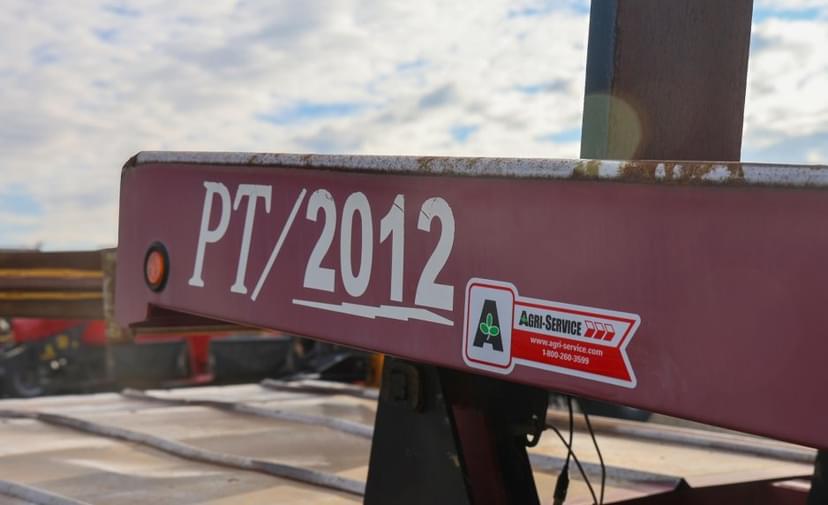 PT/2012
A
AGRI-SERVICE
www.agri-service.com
1-800-260-3599